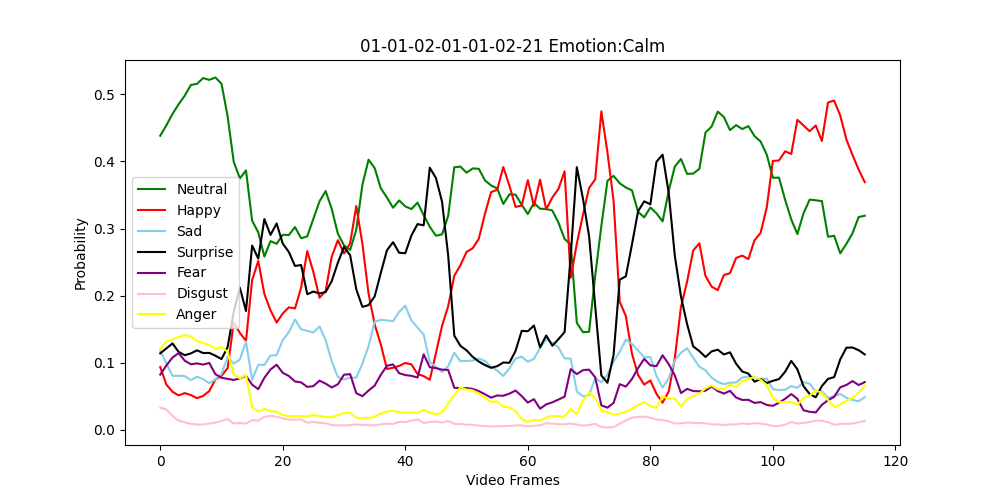 01-01-02-01-01-02-21 Emotion:Calm
Probability
0.5
0.4
0.3
0.2
0.1
0.0
Neutral
Happy
Sad
Surprise
Fear
Disgust
Anger
0 20 40 60 80 100 120
Video Frames